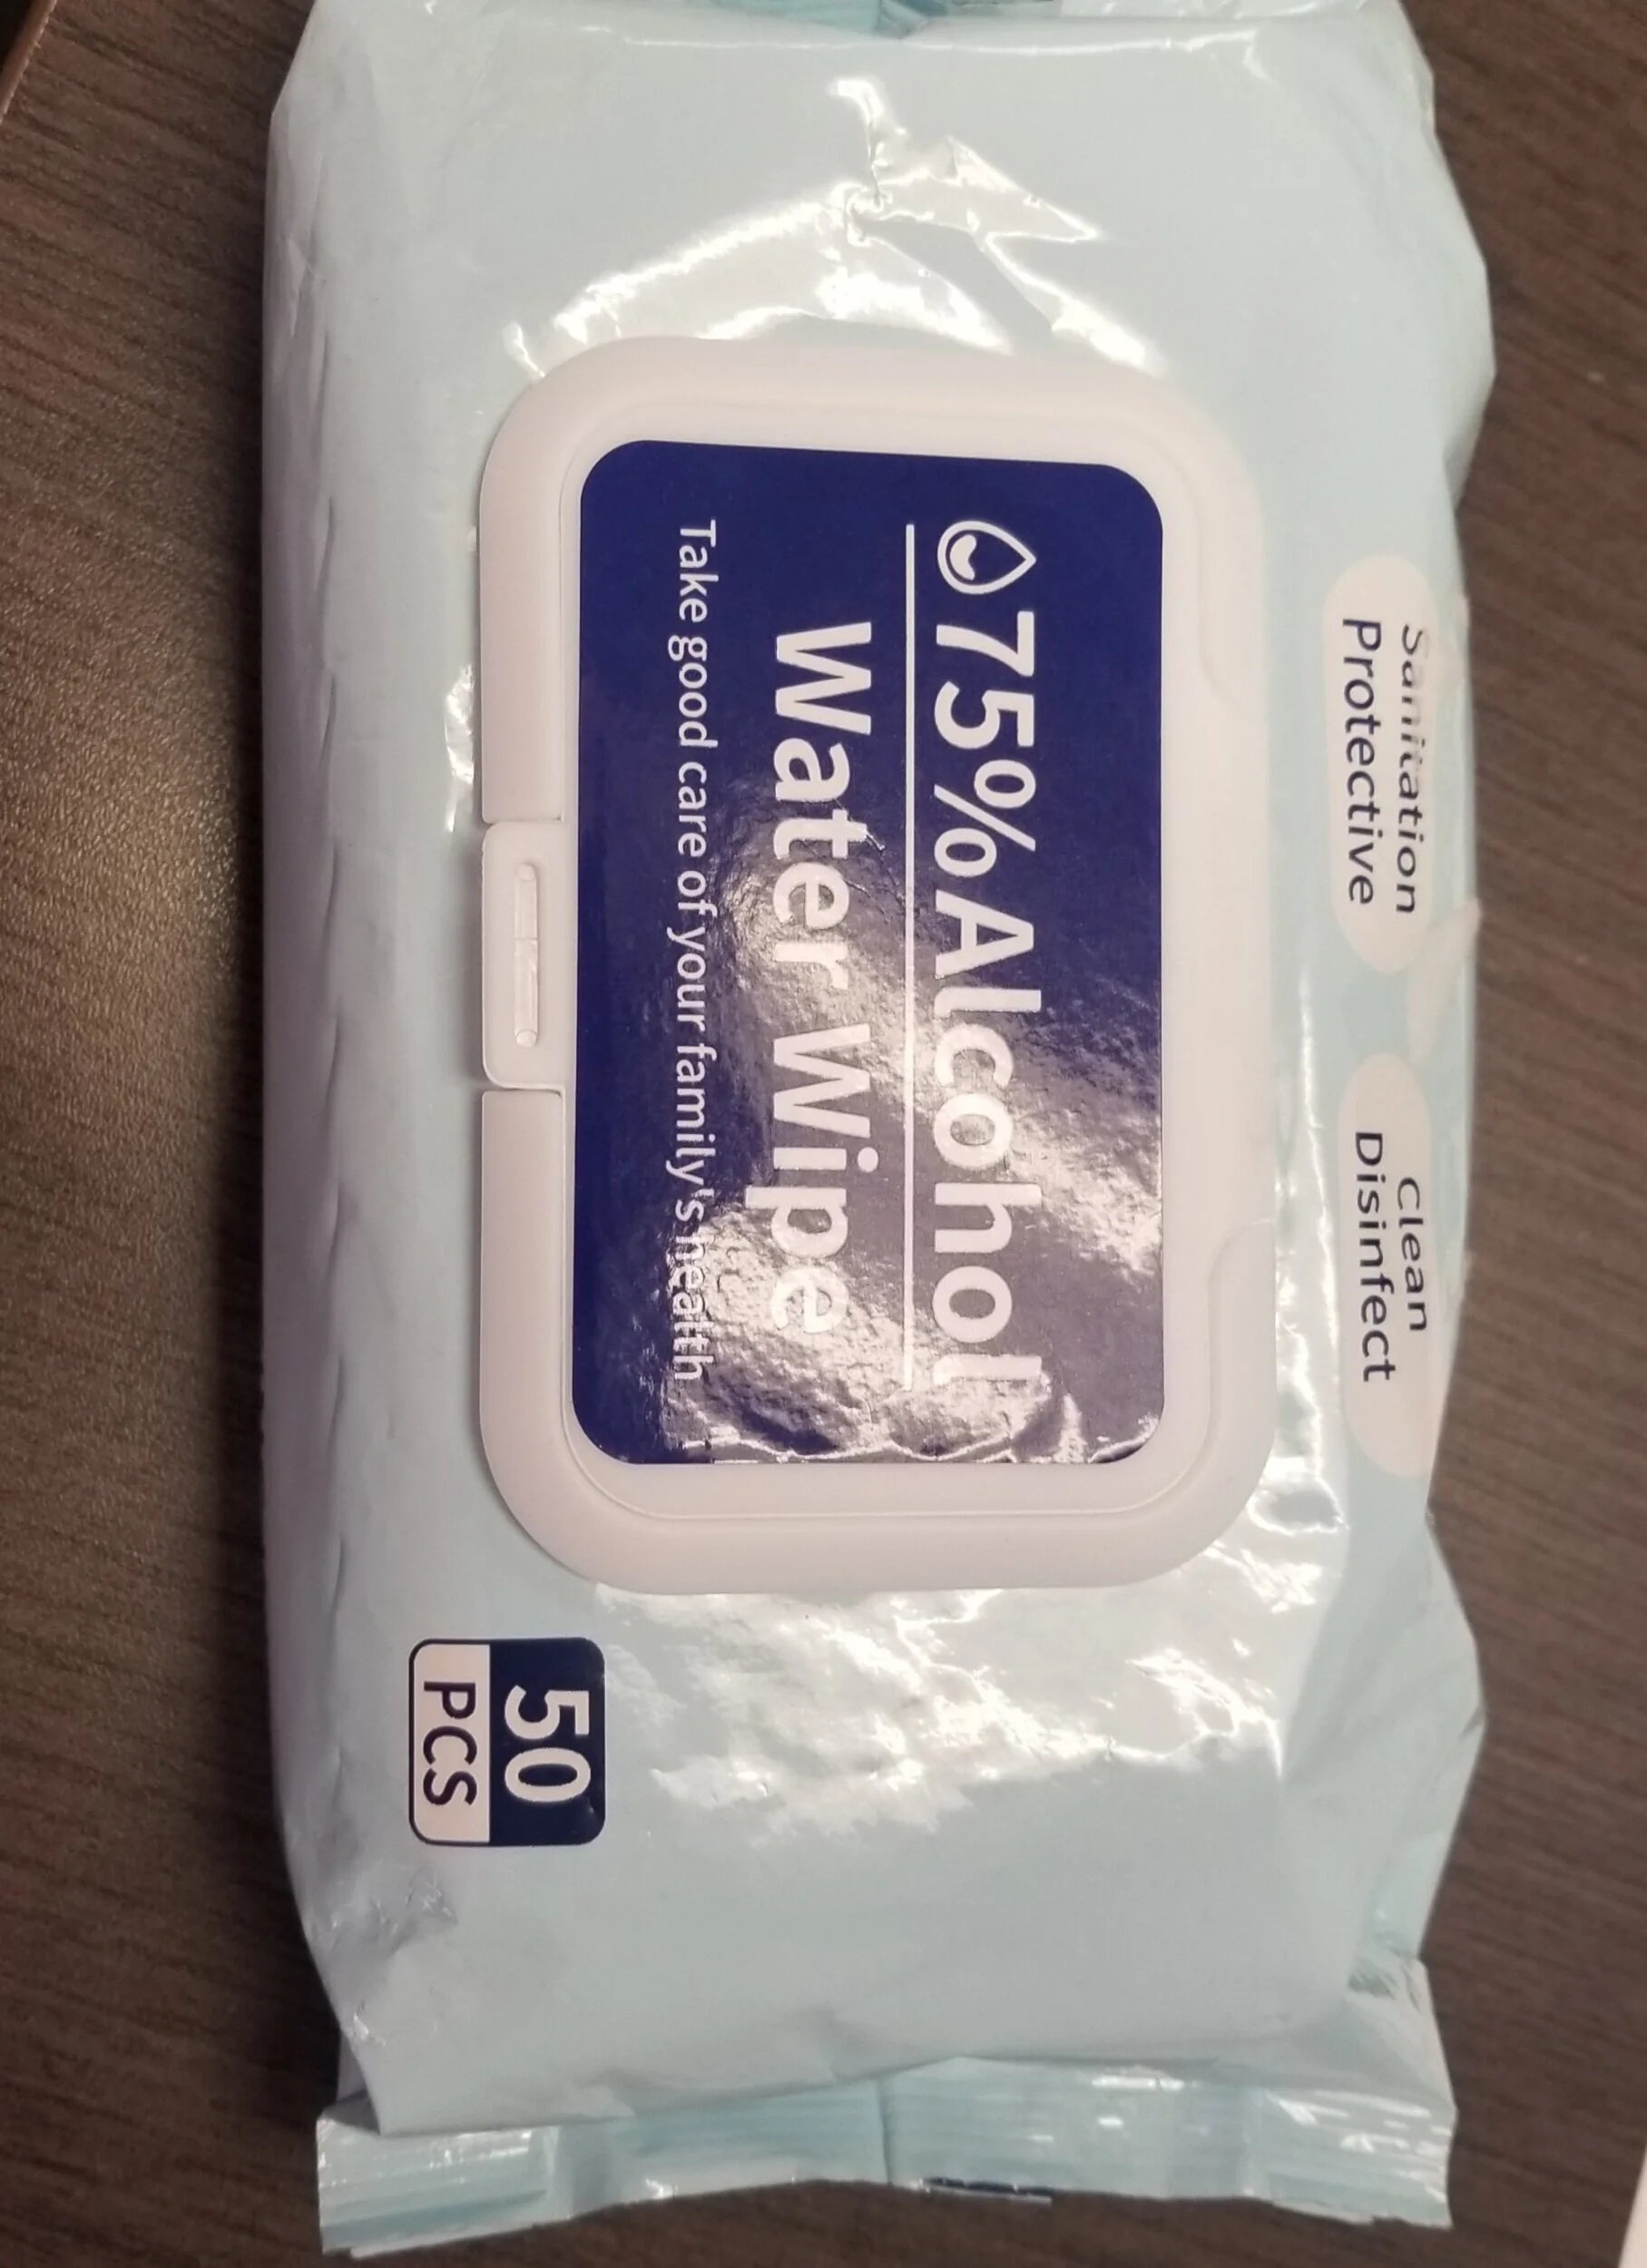 Sanitation
Protective
Clean
Disinfect
75%Alcohol
Water Wipe
Take good care of your family's health
50
PCS